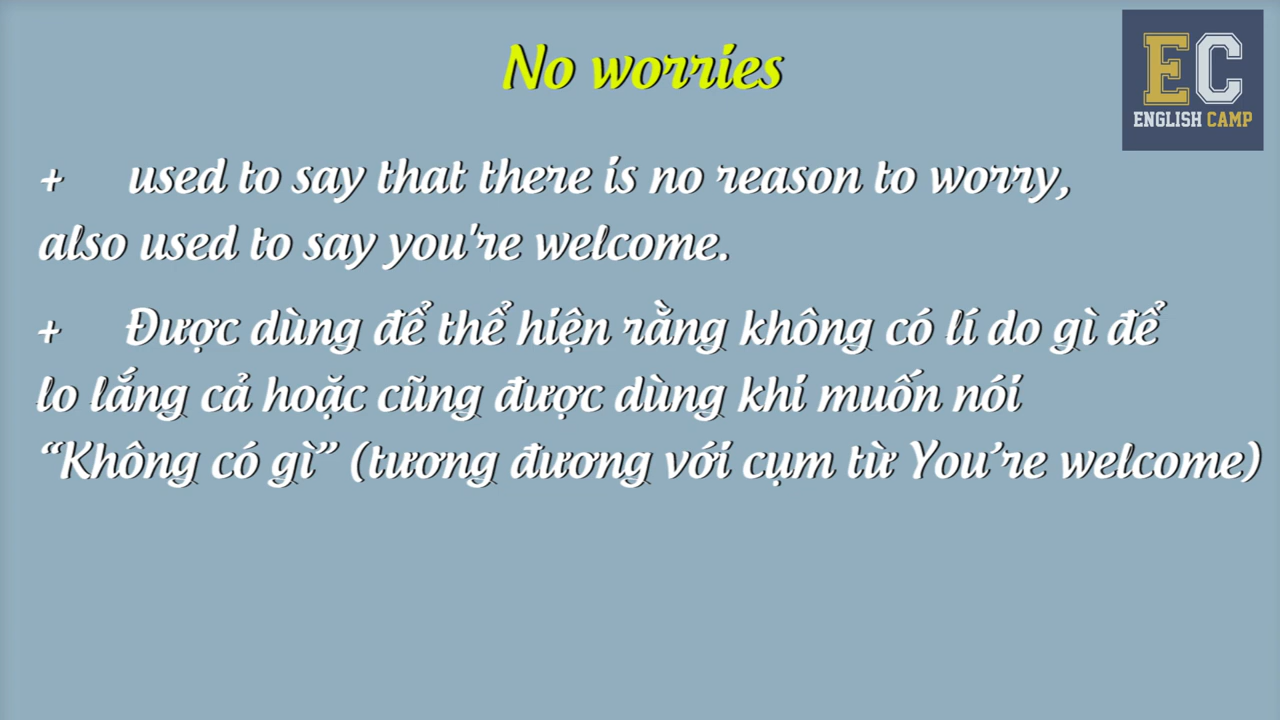 No worries
EC
ENGLISH CAMP
+ used to say that there is no reason to worry,
also used to say you're welcome.
+ Được dùng để thể hiện rằng không có lí do gì để
lo lắng cả hoặc cũng được dùng khi muốn nói
“Không có gì” (tương đương với cụm từ You’re welcome)